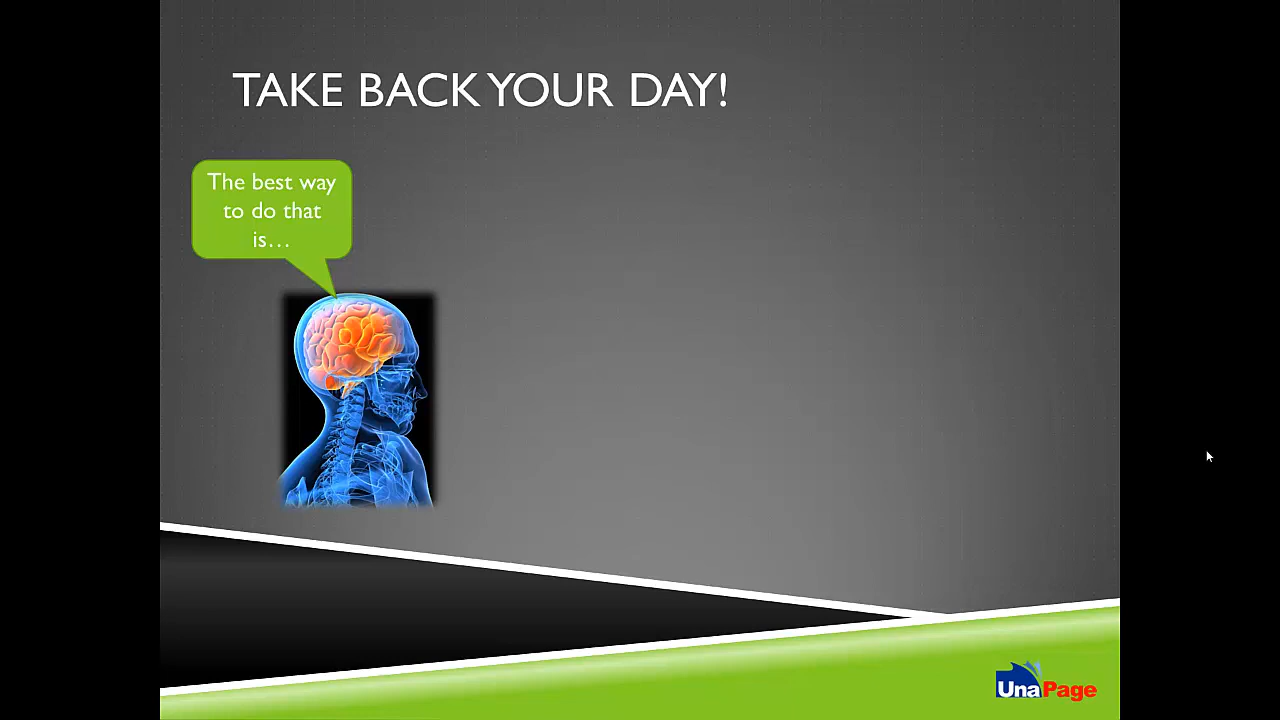 TAKE BACK YOUR DAY!
The best way
to do that
is...
UnaPage